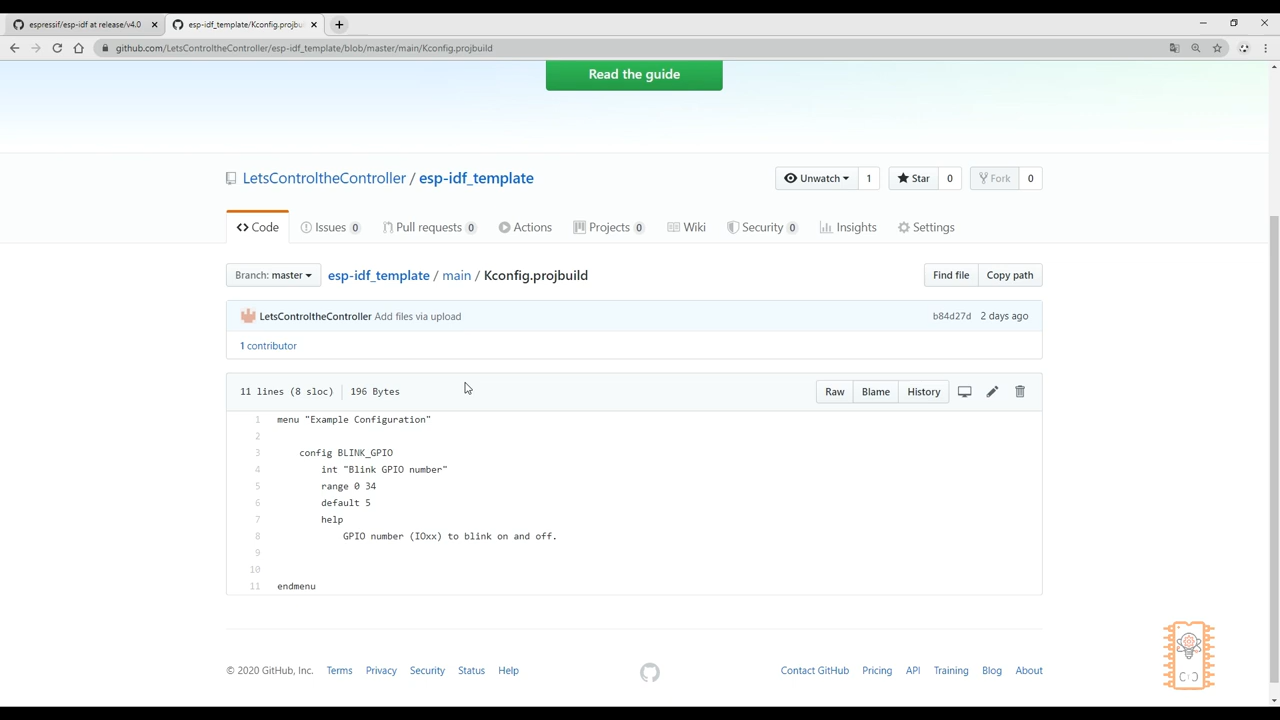 espressif/esp-idf at release/v4.0
esp-idf_template/Kconfig.projbu
github.com/LetsControltheController/esp-idf_template/blob/master/main/Kconfig.projbuild
Read the guide
LetsControltheController / esp-idf_template
Unwatch 1
Star 0
Fork 0
Code
Issues 0
Pull requests 0
Actions
Projects 0
Wiki
Security 0
Insights
Settings
Branch: master
esp-idf_template / main / Kconfig.projbuild
Find file
Copy path
LetsControltheController Add files via upload
b84d27d 2 days ago
1 contributor
11 lines (8 sloc) 196 Bytes
Raw
Blame
History
1 menu "Example Configuration"
2
3 config BLINK_GPIO
4 int "Blink GPIO number"
5 range 0 34
6 default 5
7 help
8 GPIO number (IOxx) to blink on and off.
9
10
11 endmenu
© 2020 GitHub, Inc.
Terms
Privacy
Security
Status
Help
Contact GitHub
Pricing
API
Training
Blog
About